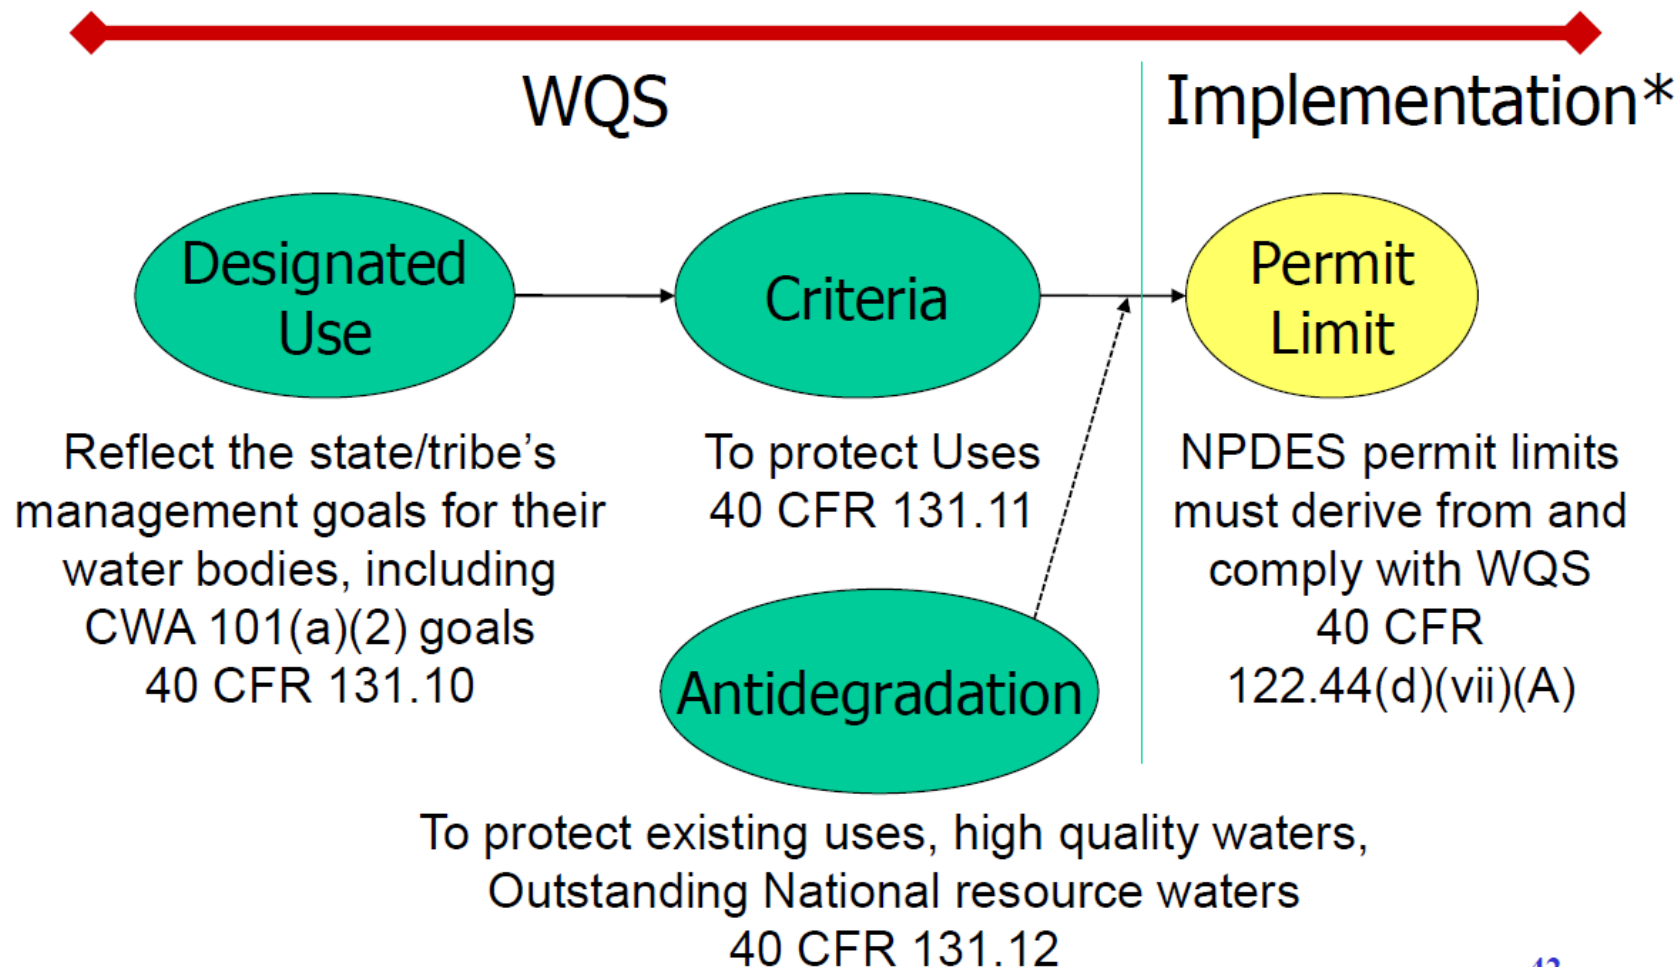 WQS
Implementation*
Designated
Use
Criteria
Permit
Limit
Reflect the state/tribe’s
management goals for their
water bodies, including
CWA 101(a)(2) goals
40 CFR 131.10
To protect Uses
40 CFR 131.11
NPDES permit limits
must derive from and
comply with WQS
40 CFR
122.44(d)(vii)(A)
Antidegradation
To protect existing uses, high quality waters,
Outstanding National resource waters
40 CFR 131.12